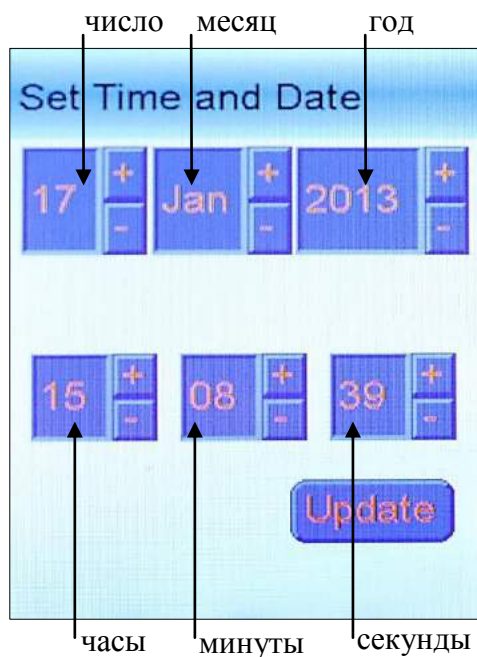 число месяц год
Set Time and Date
17 + Jan + 2013 +
- - -
15 + 08 + 39 +
- - -
Update
часы минуты секунды